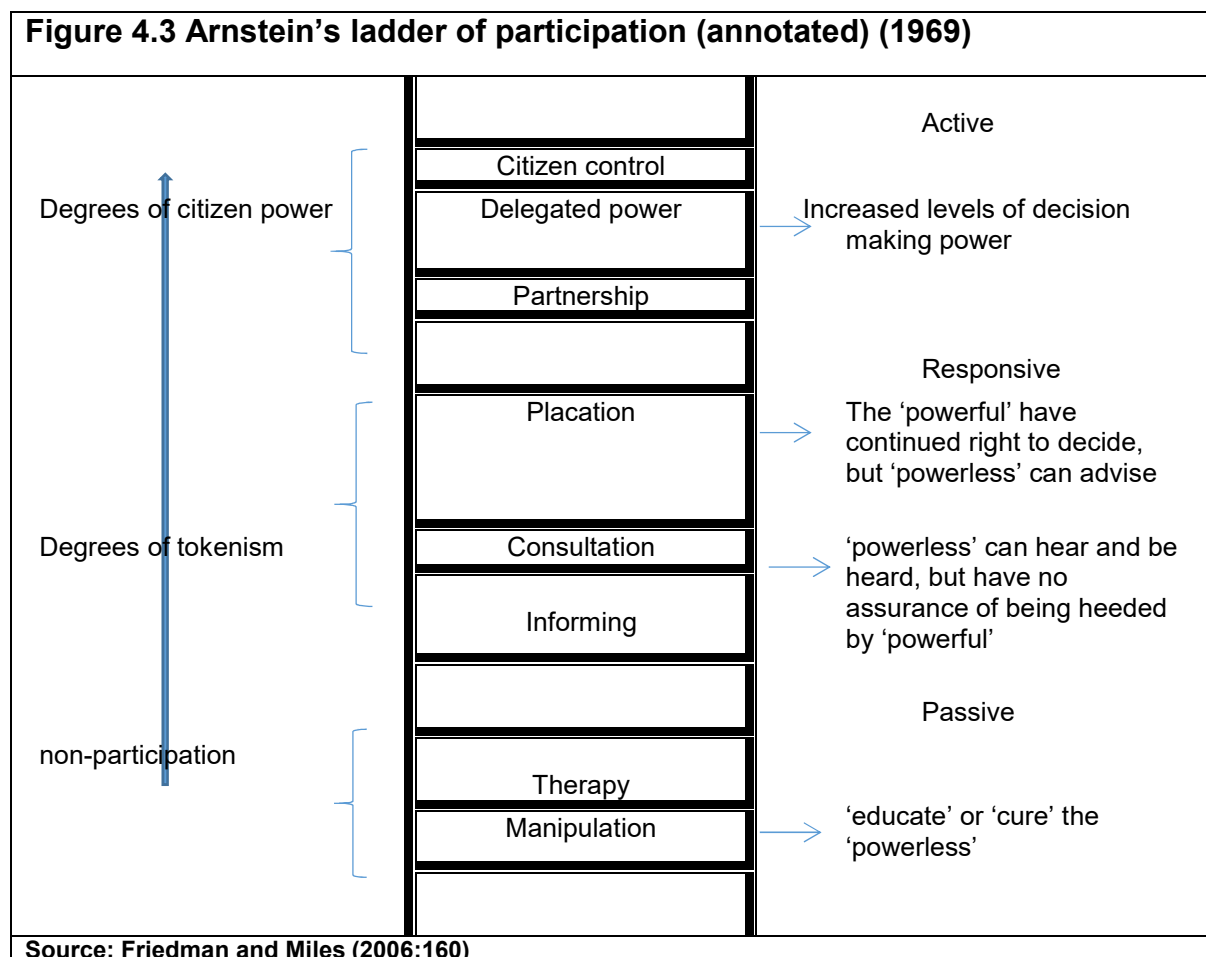 Figure 4.3 Arnstein’s ladder of participation (annotated) (1969)
Active
Citizen control
Degrees of citizen power
Delegated power
Increased levels of decision
making power
Partnership
Responsive
Placation
The ‘powerful’ have
continued right to decide,
but ‘powerless’ can advise
Degrees of tokenism
Consultation
‘powerless’ can hear and be
heard, but have no
assurance of being heeded
by ‘powerful’
Informing
Passive
non-participation
Therapy
Manipulation
‘educate’ or ‘cure’ the
‘powerless’
Source: Friedman and Miles (2006:160)